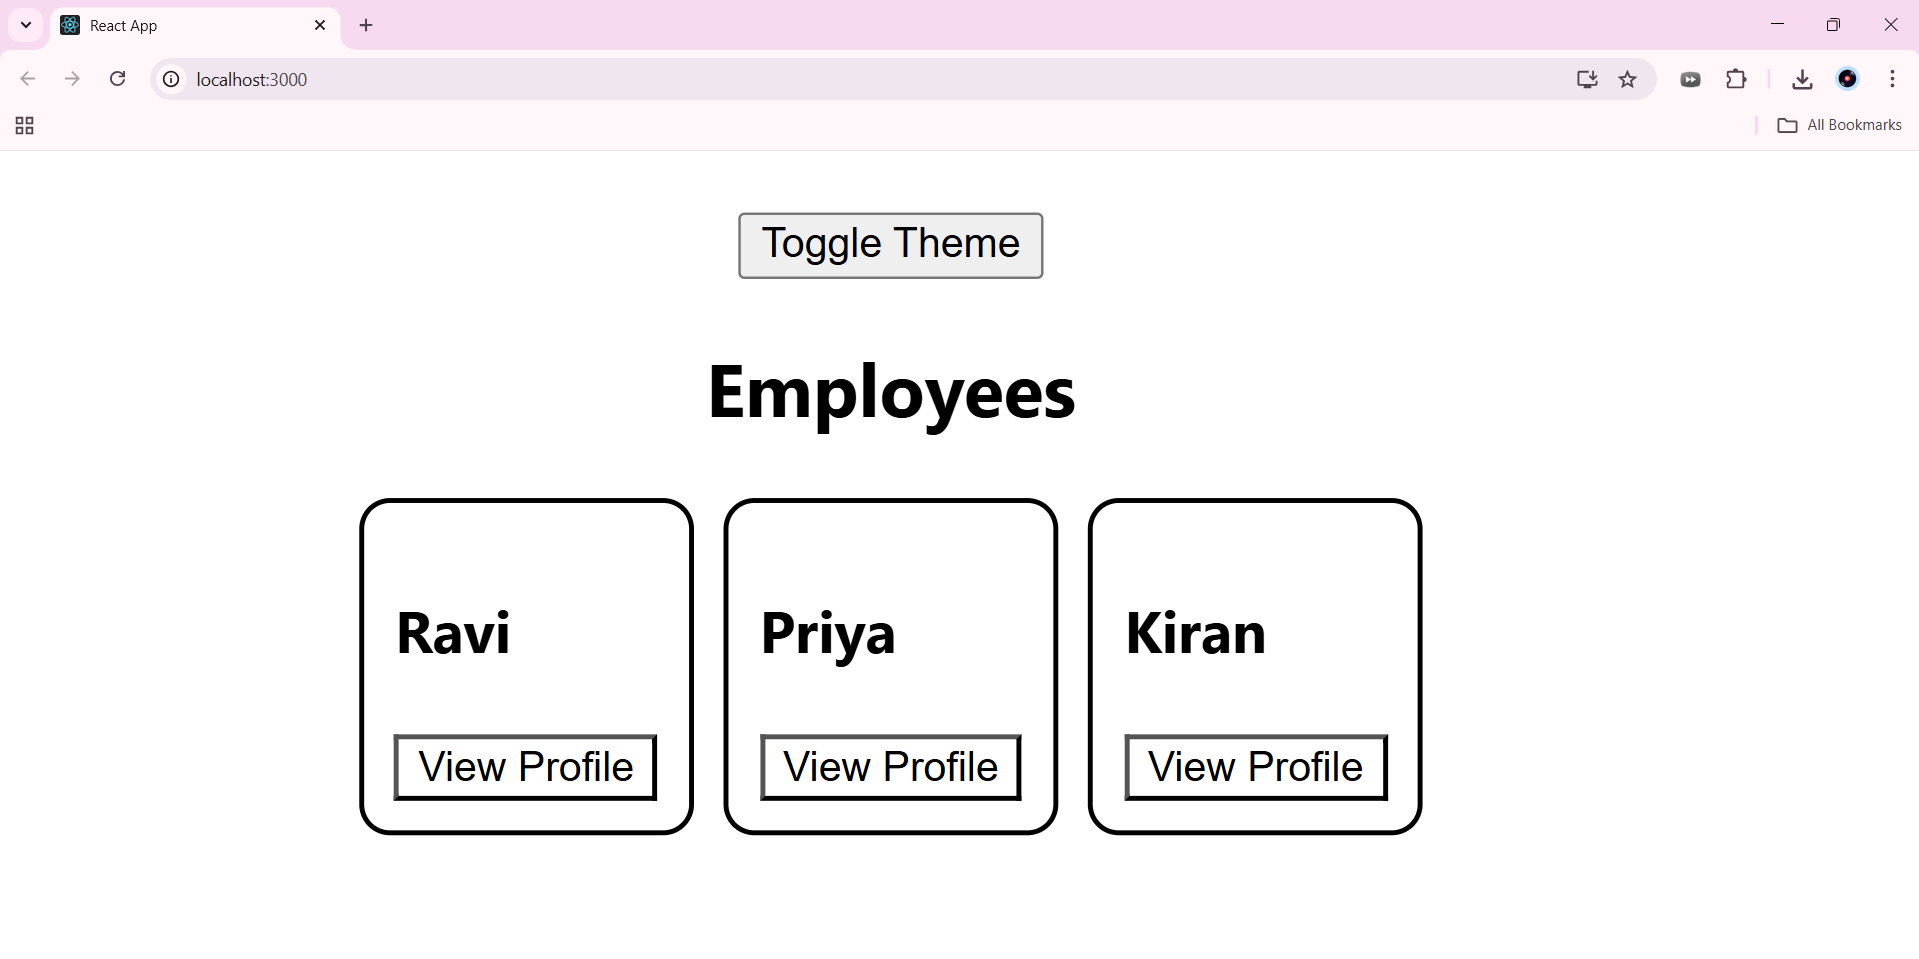 React App
localhost:3000
All Bookmarks
Toggle Theme
Employees
Ravi Priya Kiran
View Profile View Profile View Profile